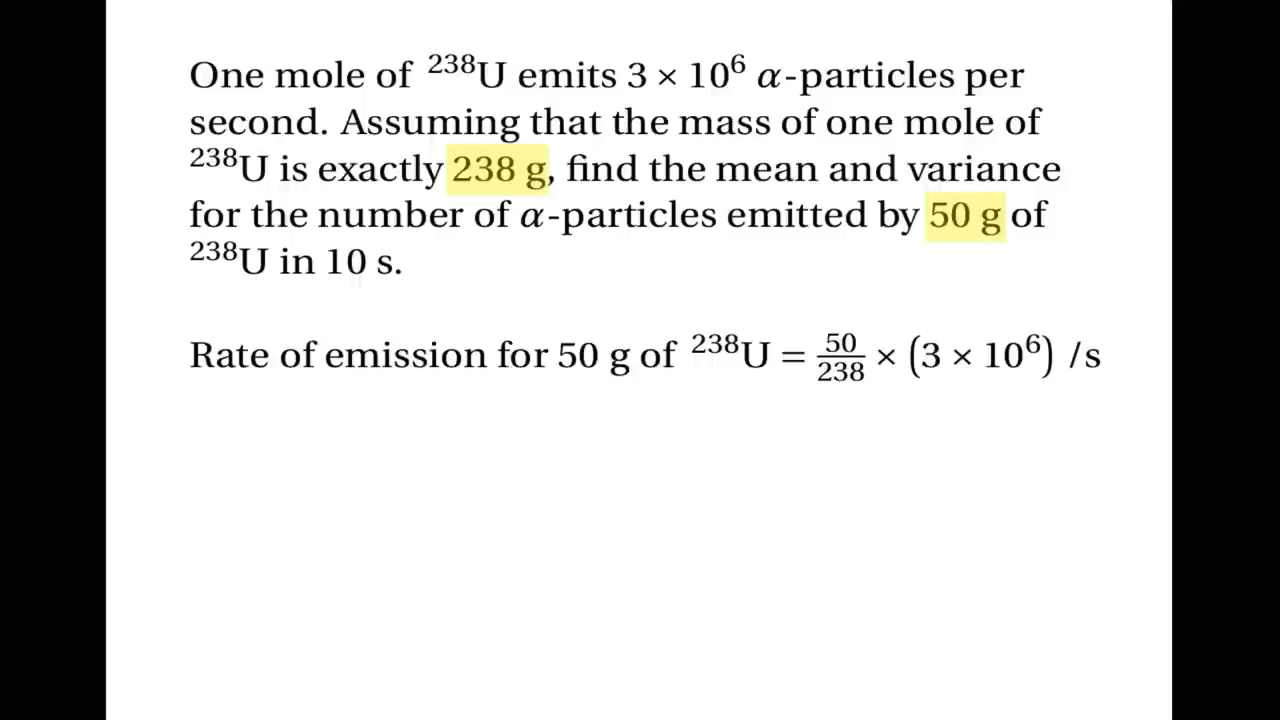 One mole of ²³⁸U emits 3 × 10⁶ α-particles per
second. Assuming that the mass of one mole of
²³⁸U is exactly 238 g, find the mean and variance
for the number of α-particles emitted by 50 g of
²³⁸U in 10 s.
Rate of emission for 50 g of ²³⁸U = 50/238 × (3 × 10⁶) /s